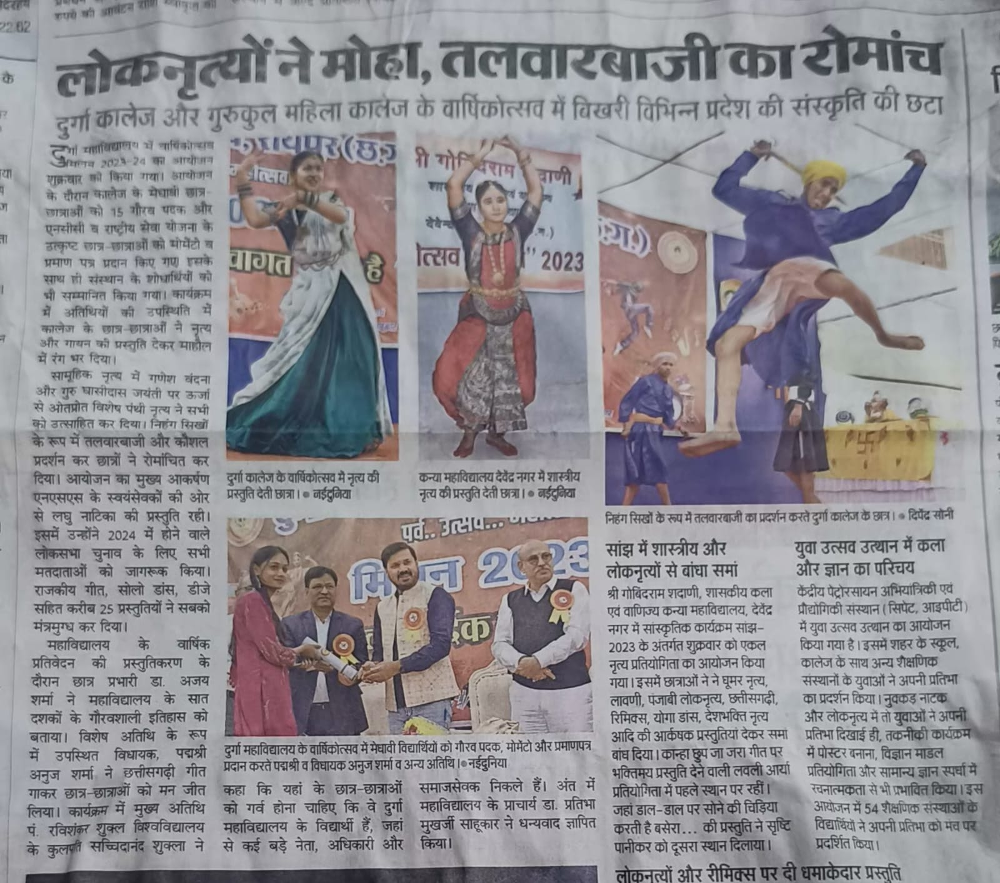 22.62
के
लोकनृत्यों ने मोहा, तलवारबाजी का रोमांच
दुर्गा कालेज और गुरुकुल महिला कालेज के वार्षिकोत्सव में बिखरी विभिन्न प्रदेश की संस्कृति की छटा
दुर्गा महाविद्यालय में वार्षिकोत्सव
मिलन 2023-24 का आयोजन
शुक्रवार को किया गया। आयोजन
के दौरान कालेज के मेधावी छात्र-
छात्राओं को 15 गौरव पदक और
एनसीसी व राष्ट्रीय सेवा योजना के
उत्कृष्ट छात्र-छात्राओं को मोमेंटो व
प्रमाण पत्र प्रदान किए गए। इसके
साथ ही संस्थान के शोधार्थियों को
भी सम्मानित किया गया। कार्यक्रम
में अतिथियों की उपस्थिति में
कालेज के छात्र-छात्राओं ने नृत्य
और गायन की प्रस्तुति देकर माहौल
में रंग भर दिया।
सामूहिक नृत्य में गणेश वंदना
और गुरु घासीदास जयंती पर ऊर्जा
से ओतप्रोत विशेष पंथी नृत्य ने सभी
को उत्साहित कर दिया। निहंग सिखों
के रूप में तलवारबाजी और कौशल
प्रदर्शन कर छात्रों ने रोमांचित कर
दिया। आयोजन का मुख्य आकर्षण
एनएसएस के स्वयंसेवकों की ओर
से लघु नाटिका की प्रस्तुति रही।
इसमें उन्होंने 2024 में होने वाले
लोकसभा चुनाव के लिए सभी
मतदाताओं को जागरूक किया।
राजकीय गीत, सोलो डांस, डीजे
सहित करीब 25 प्रस्तुतियों ने सबको
मंत्रमुग्ध कर दिया।
महाविद्यालय के वार्षिक
प्रतिवेदन की प्रस्तुतिकरण के
दौरान छात्र प्रभारी डा. अजय
शर्मा ने महाविद्यालय के सात
दशकों के गौरवशाली इतिहास को
बताया। विशेष अतिथि के रूप
में उपस्थित विधायक, पद्मश्री
अनुज शर्मा ने छत्तीसगढ़ी गीत
गाकर छात्र-छात्राओं को मन जीत
लिया। कार्यक्रम में मुख्य अतिथि
पं. रविशंकर शुक्ल विश्वविद्यालय
के कुलपति सच्चिदानंद शुक्ला ने
रायपुर (छ.ग
त्सव
वागत
है
दुर्गा कालेज के वार्षिकोत्सव में नृत्य की
प्रस्तुति देती छात्रा। ● नईदुनिया
री गोविंदराम
वाणी
देवेन्द्र
.ग.)
त्सव
" 2023
कन्या महाविद्यालय देवेंद्र नगर में शास्त्रीय
नृत्य की प्रस्तुति देती छात्रा। ● नईदुनिया
छ.ग.)
निहंग सिखों के रूप में तलवारबाजी का प्रदर्शन करते दुर्गा कालेज के छात्र। ● दिपेंद्र सोनी
पर्व.. उत्सव...
मिलन 2023
दुर्गा महाविद्यालय के वार्षिकोत्सव में मेघावी विद्यार्थियों को गौरव पदक, मोमेंटो और प्रमाणपत्र
प्रदान करते पद्मश्री व विधायक अनुज शर्मा व अन्य अतिथि। ● नईदुनिया
कहा कि यहां के छात्र-छात्राओं
को गर्व होना चाहिए कि वे दुर्गा
महाविद्यालय के विद्यार्थी हैं, जहां
से कई बड़े नेता, अधिकारी और
समाजसेवक निकले हैं। अंत में
महाविद्यालय के प्राचार्य डा. प्रतिभा
मुखर्जी साहूकार ने धन्यवाद ज्ञापित
किया।
सांझ में शास्त्रीय और
लोकनृत्यों से बांधा समां
श्री गोबिंदराम शदाणी, शासकीय कला
एवं वाणिज्य कन्या महाविद्यालय, देवेंद्र
नगर में सांस्कृतिक कार्यक्रम सांझ-
2023 के अंतर्गत शुक्रवार को एकल
नृत्य प्रतियोगिता का आयोजन किया
गया। इसमें छात्राओं ने ने घूमर नृत्य,
लावणी, पंजाबी लोकनृत्य, छत्तीसगढ़ी,
रिमिक्स, योगा डांस, देशभक्ति नृत्य
आदि की आर्कषक प्रस्तुतियां देकर समां
बांध दिया। कान्हा छुप जा जरा गीत पर
भक्तिमय प्रस्तुति देने वाली लवली आर्या
प्रतियोगिता में पहले स्थान पर रहीं।
जहां डाल-डाल पर सोने की चिड़िया
करती है बसेरा... की प्रस्तुति ने सृष्टि
पानीकर को दूसरा स्थान दिलाया।
युवा उत्सव उत्थान में कला
और ज्ञान का परिचय
केंद्रीय पेट्रोरसायन अभियांत्रिकी एवं
प्रौद्योगिकी संस्थान (सिपेट, आइपीटी)
में युवा उत्सव उत्थान का आयोजन
किया गया है। इसमें शहर के स्कूल,
कालेज के साथ अन्य शैक्षणिक
संस्थानों के युवाओं ने अपनी प्रतिभा
का प्रदर्शन किया। नुक्कड़ नाटक
और लोकनृत्य में तो युवाओं ने अपनी
प्रतिभा दिखाई ही, तकनीकी कार्यक्रम
में पोस्टर बनाना, विज्ञान माडल
प्रतियोगिता और सामान्य ज्ञान स्पर्धा में
रचनात्मकता से भी प्रभावित किया। इस
आयोजन में 54 शैक्षणिक संस्थाओं के
विद्यार्थियों ने अपनी प्रतिभा को मंच पर
प्रदर्शित किया।
लोकनृत्यों और रीमिक्स पर दी धमाकेदार प्रस्तुति